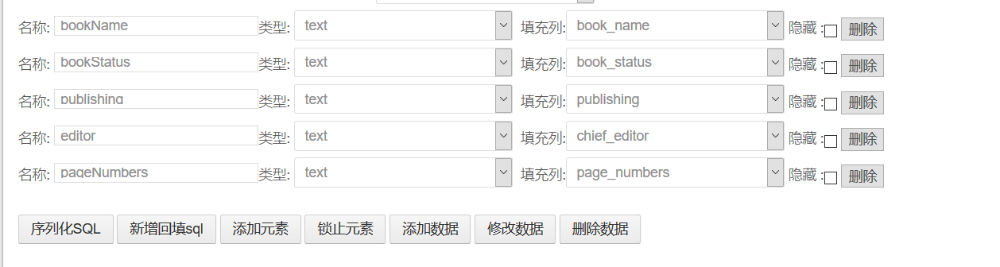 名称: bookName 类型: text 填充列: book_name 隐藏 : 删除
名称: bookStatus 类型: text 填充列: book_status 隐藏 : 删除
名称: publishing 类型: text 填充列: publishing 隐藏 : 删除
名称: editor 类型: text 填充列: chief_editor 隐藏 : 删除
名称: pageNumbers 类型: text 填充列: page_numbers 隐藏 : 删除
序列化SQL 新增回填sql 添加元素 锁止元素 添加数据 修改数据 删除数据